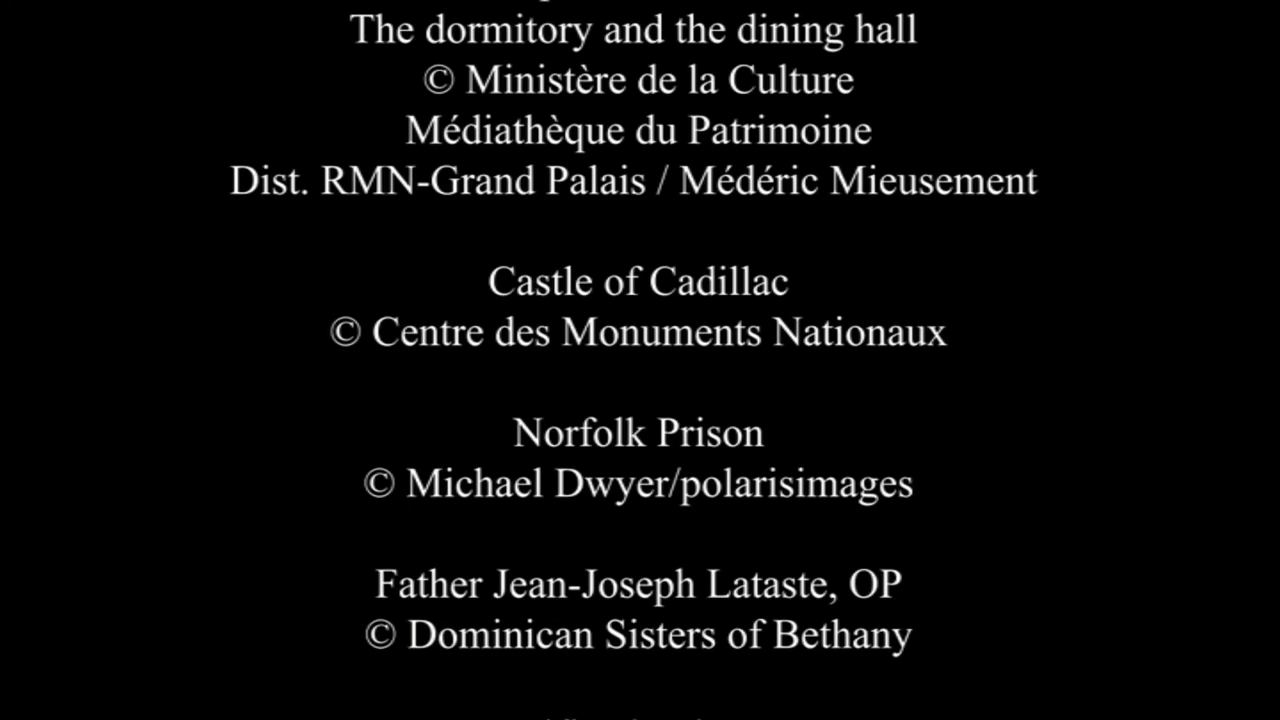 The dormitory and the dining hall
© Ministère de la Culture
Médiathèque du Patrimoine
Dist. RMN-Grand Palais / Médéric Mieusement
Castle of Cadillac
© Centre des Monuments Nationaux
Norfolk Prison
© Michael Dwyer/polarisimages
Father Jean-Joseph Lataste, OP
© Dominican Sisters of Bethany